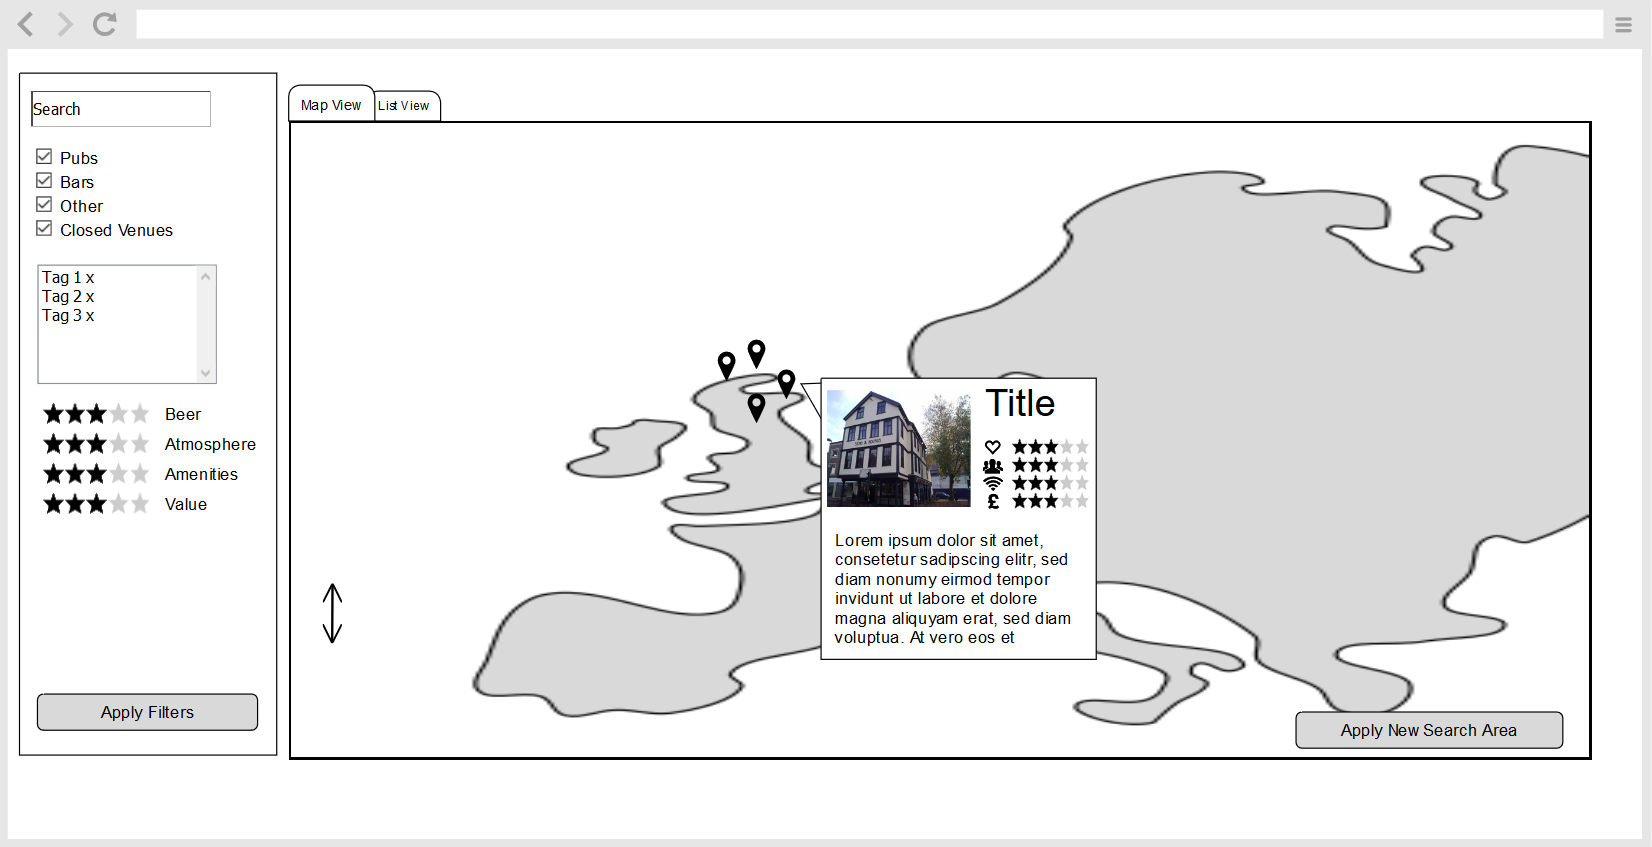 Search
Pubs
Bars
Other
Closed Venues
Tag 1 x
Tag 2 x
Tag 3 x
Beer
Atmosphere
Amenities
Value
Apply Filters
Map View
List View
Title
£
Lorem ipsum dolor sit amet,
consetetur sadipscing elitr, sed
diam nonumy eirmod tempor
invidunt ut labore et dolore
magna aliquyam erat, sed diam
voluptua. At vero eos et
Apply New Search Area